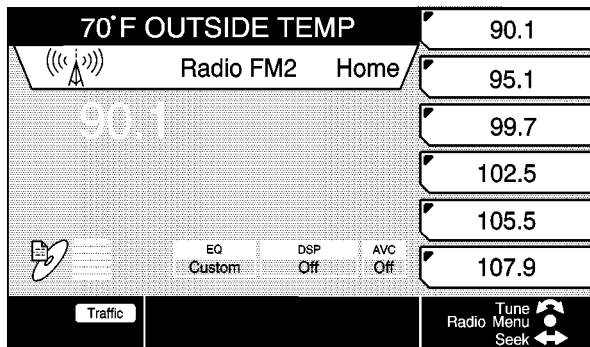 70°F OUTSIDE TEMP
Radio FM2 Home
90.1
EQ DSP AVC
Custom Off Off
Traffic
90.1
95.1
99.7
102.5
105.5
107.9
Tune
Radio Menu
Seek